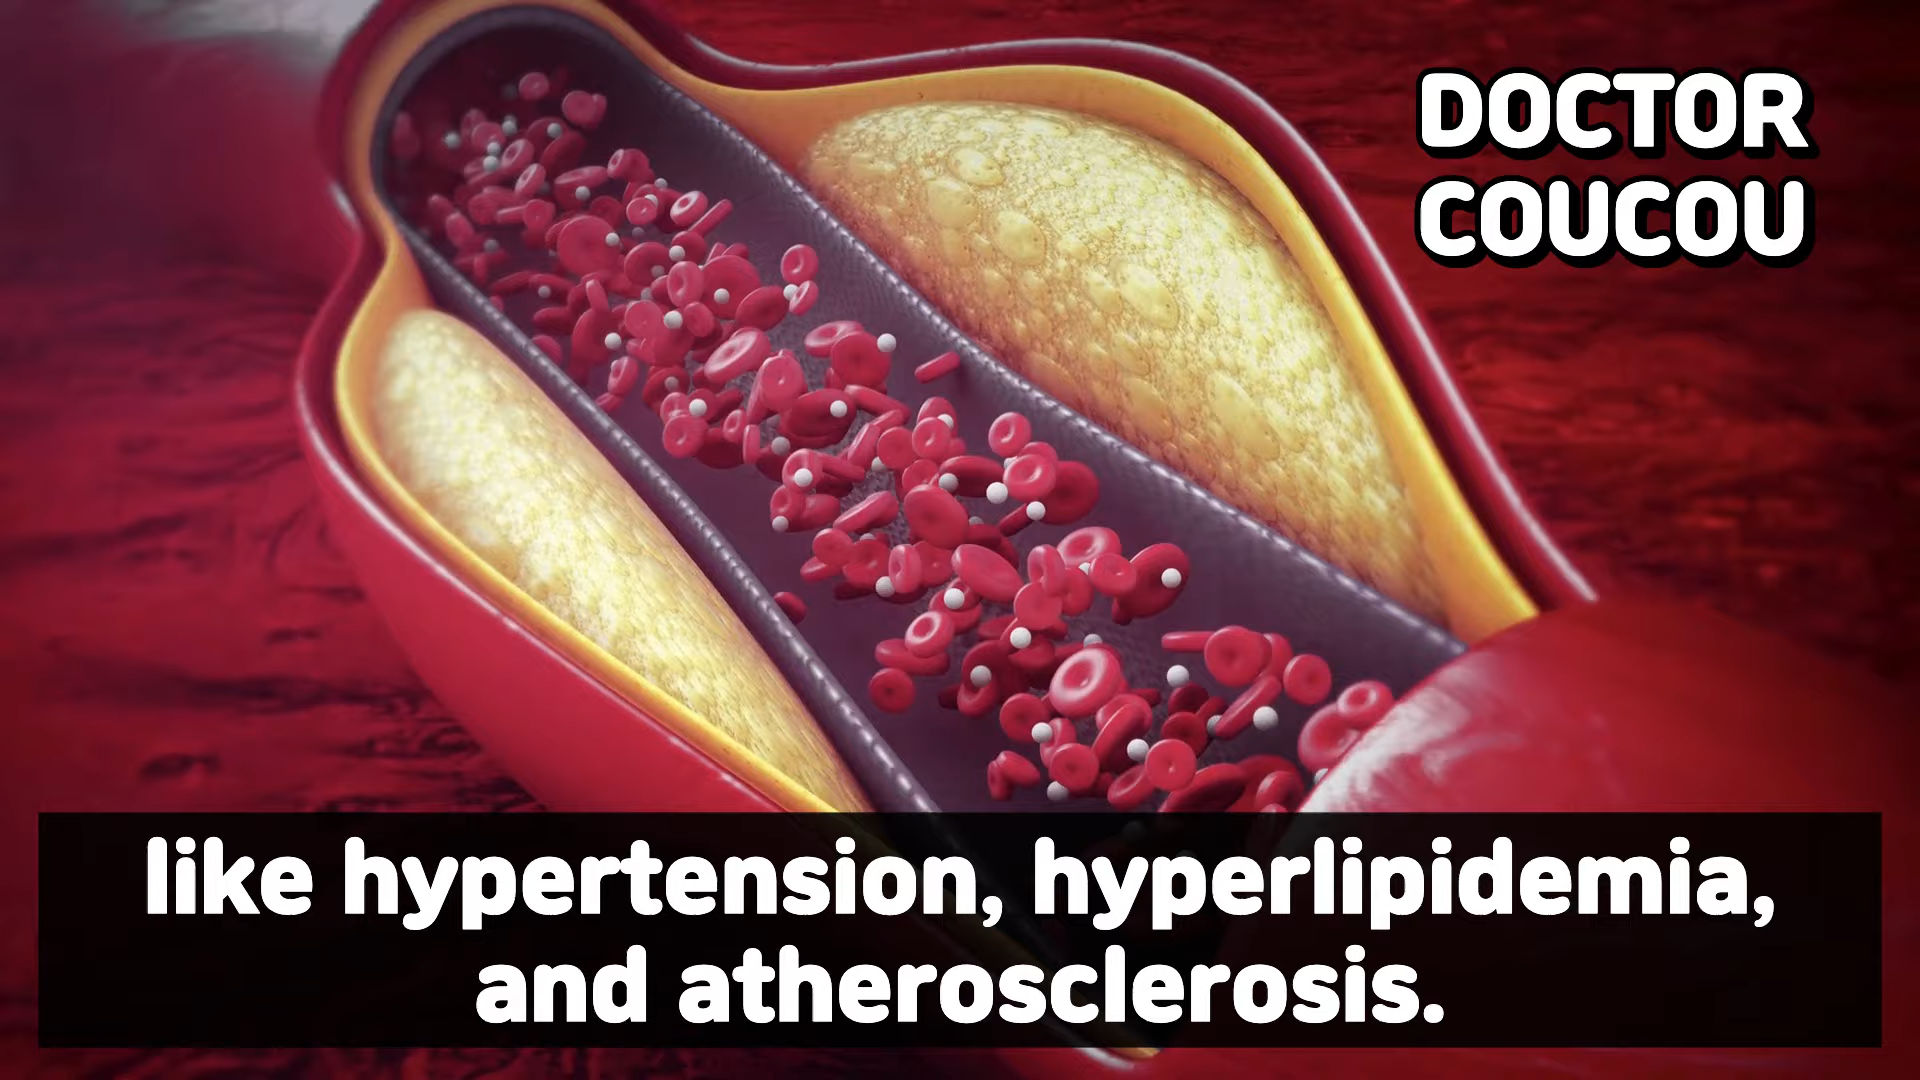 DOCTOR
COUCOU
like hypertension, hyperlipidemia,
and atherosclerosis.